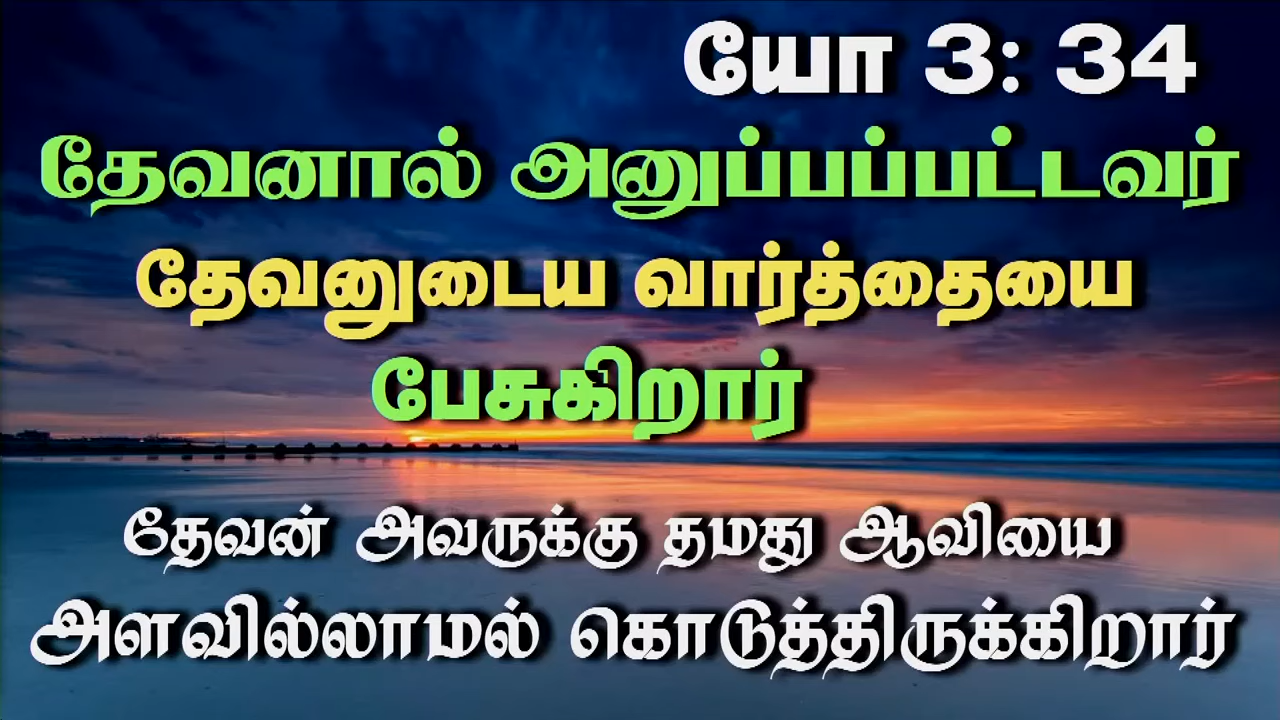 யோ 3: 34
தேவனால் அனுப்பப்பட்டவர்
தேவனுடைய வார்த்தையை
பேசுகிறார்
தேவன் அவருக்கு தமது ஆவியை
அளவில்லாமல் கொடுத்திருக்கிறார்